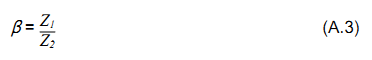 β = Z1/Z2 (A.3)